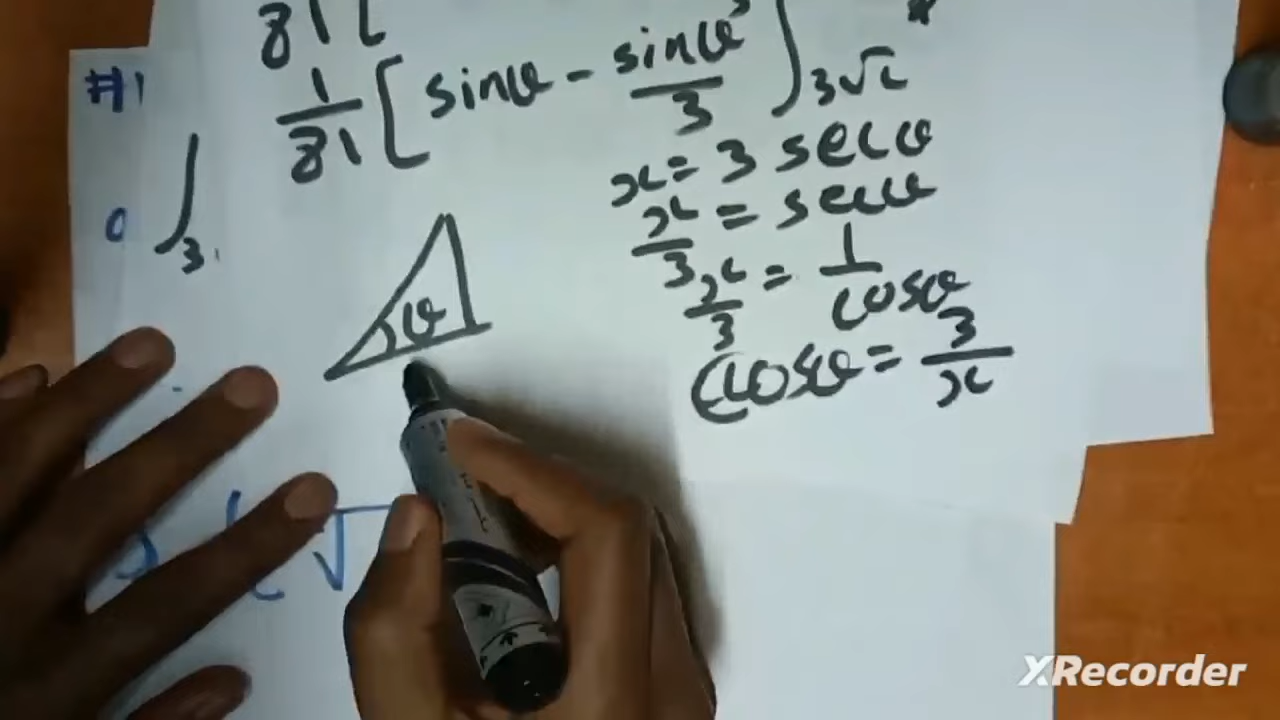 81 [
#1
1/81 [ sinθ - sinθ³/3 ] 3√2
x = 3 secθ
x/3 = secθ
x/3 = 1/cosθ
cosθ = 3/x
∫ 3
0
θ
(√
XRecorder